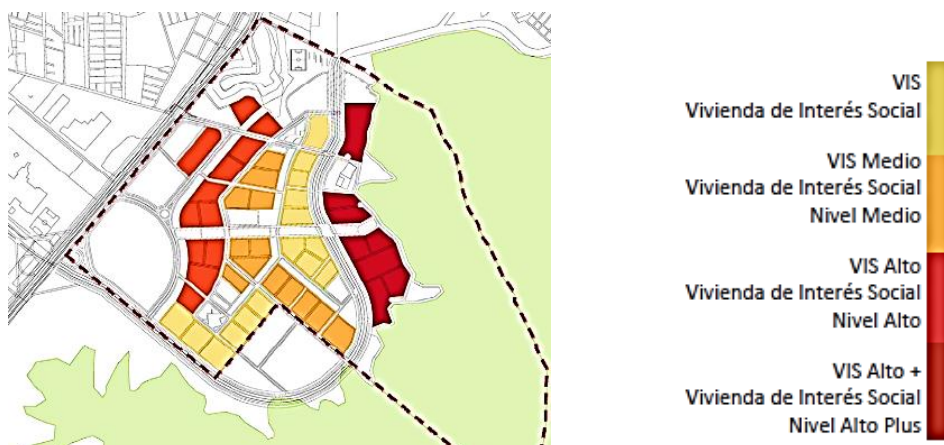 VIS
Vivienda de Interés Social
VIS Medio
Vivienda de Interés Social
Nivel Medio
VIS Alto
Vivienda de Interés Social
Nivel Alto
VIS Alto +
Vivienda de Interés Social
Nivel Alto Plus